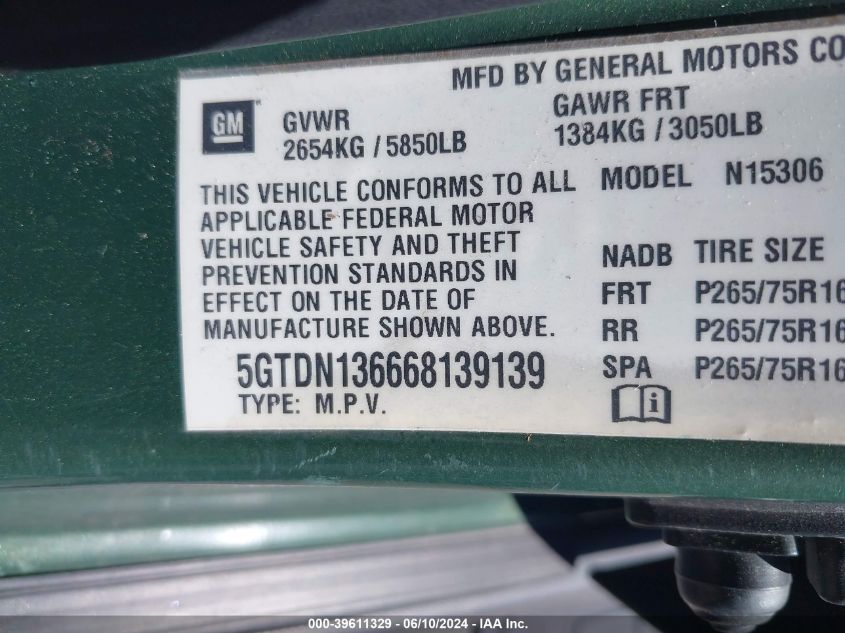 MFD BY GENERAL MOTORS CO
GM
GVWR
2654KG / 5850LB
GAWR FRT
1384KG / 3050LB
THIS VEHICLE CONFORMS TO ALL
APPLICABLE FEDERAL MOTOR
VEHICLE SAFETY AND THEFT
PREVENTION STANDARDS IN
EFFECT ON THE DATE OF
MANUFACTURE SHOWN ABOVE.
5GTDN136668139139
TYPE: M.P.V.
MODEL N15306
NADB TIRE SIZE
FRT P265/75R16
RR P265/75R16
SPA P265/75R16
i
000-39611329 - 06/10/2024 - IAA Inc.